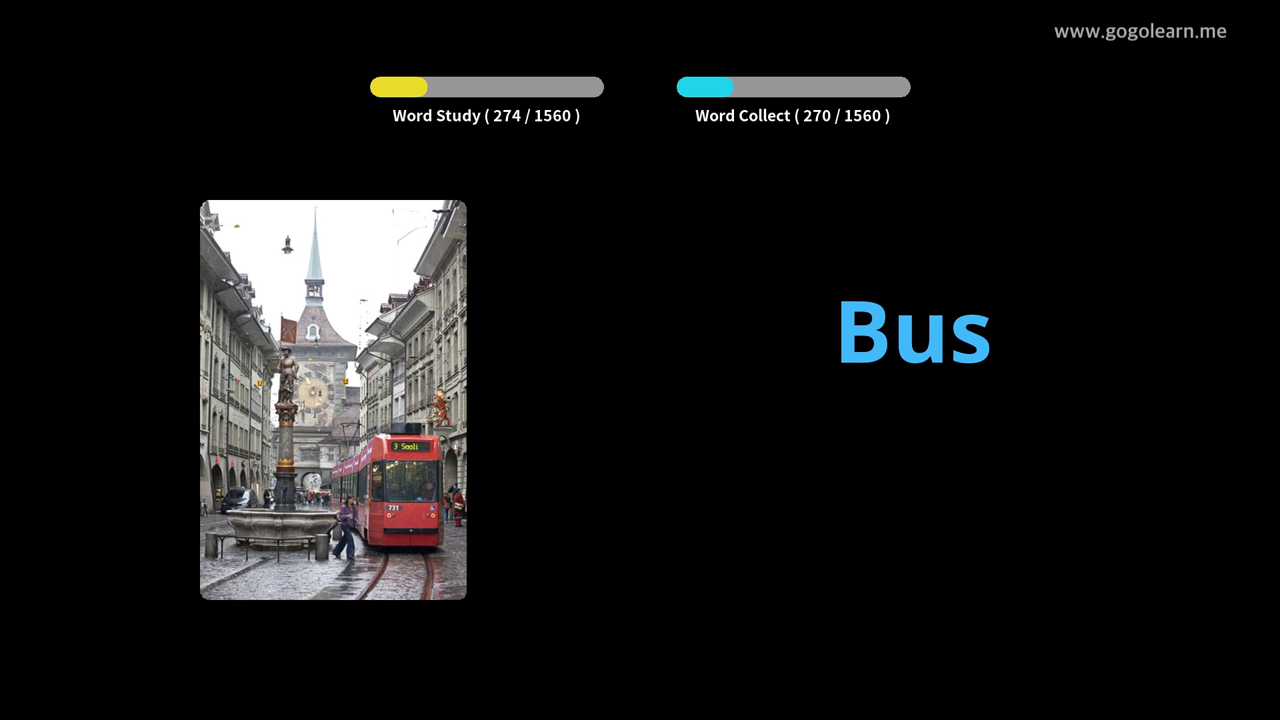 www.gogolearn.me
Word Study ( 274 / 1560 )
Word Collect ( 270 / 1560 )
Bus
3 Saali
731